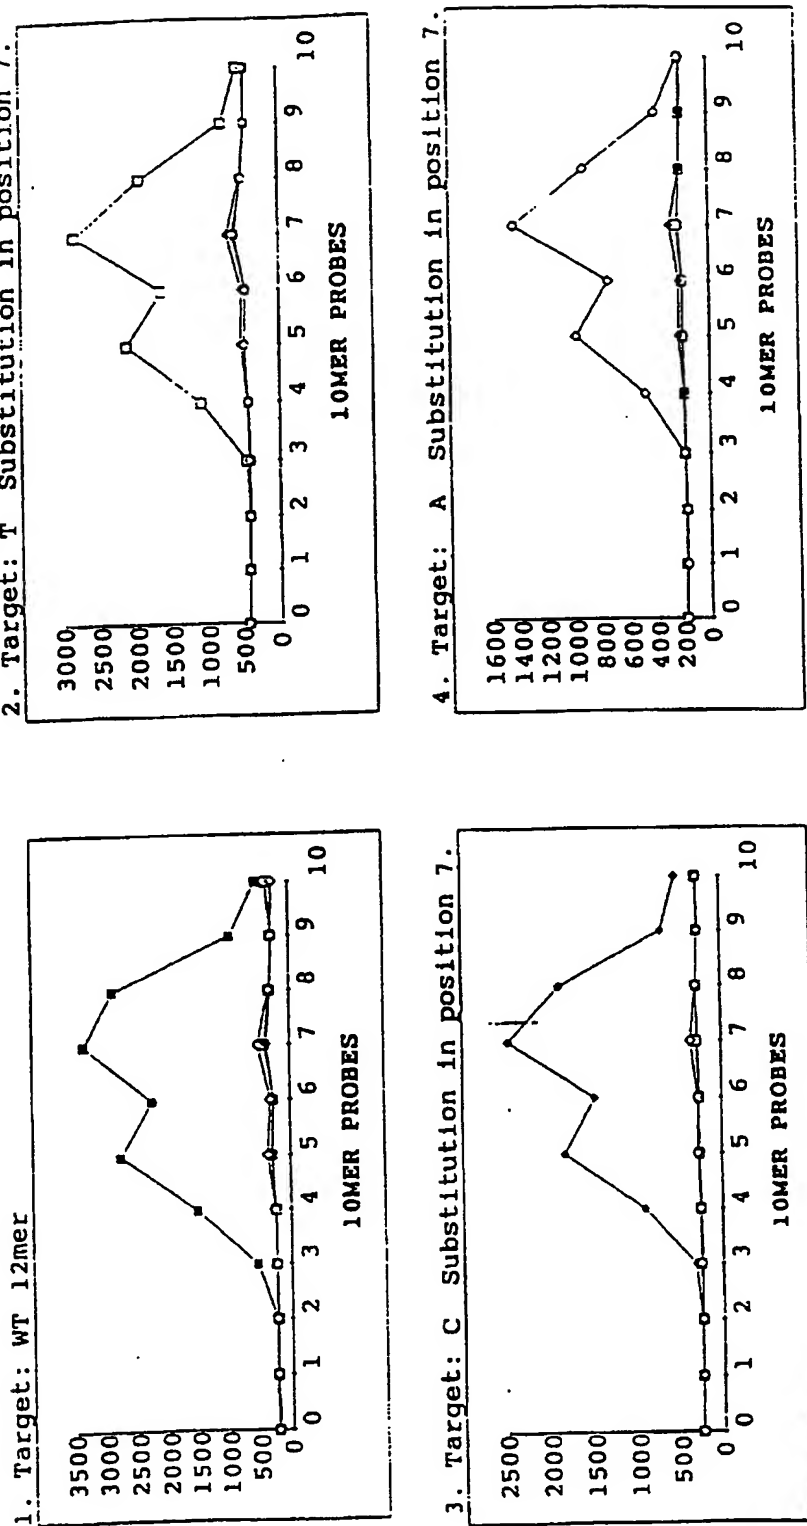 1. Target: WT 12mer
3500
3000
2500
2000
1500
1000
500
0
0 1 2 3 4 5 6 7 8 9 10
10MER PROBES
2. Target: T Substitution in position 7.
3000
2500
2000
1500
1000
500
0
0 1 2 3 4 5 6 7 8 9 10
10MER PROBES
3. Target: C Substitution in position 7.
2500
2000
1500
1000
500
0
0 1 2 3 4 5 6 7 8 9 10
10MER PROBES
4. Target: A Substitution in position 7.
1600
1400
1200
1000
800
600
400
200
0
0 1 2 3 4 5 6 7 8 9 10
10MER PROBES